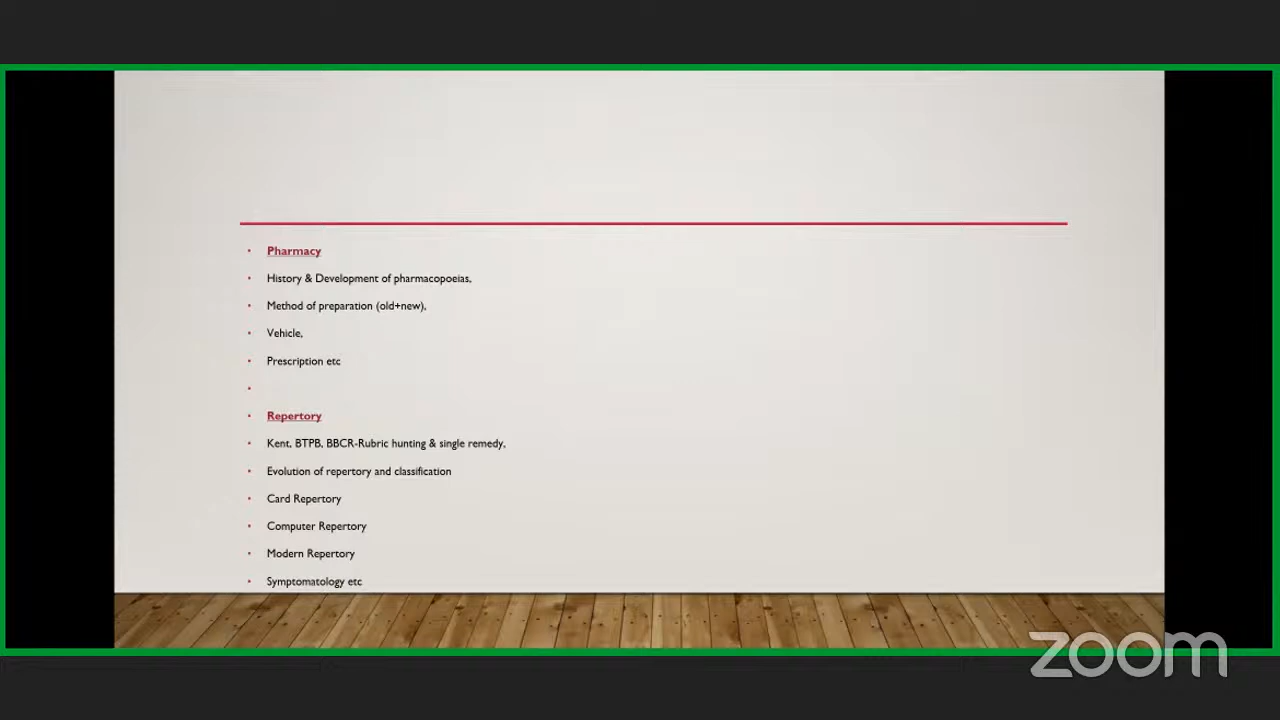 Pharmacy
History & Development of pharmacopoeias,
Method of preparation (old+new),
Vehicle,
Prescription etc
Repertory
Kent, BTPB, BBCR-Rubric hunting & single remedy,
Evolution of repertory and classification
Card Repertory
Computer Repertory
Modern Repertory
Symptomatology etc
zoom